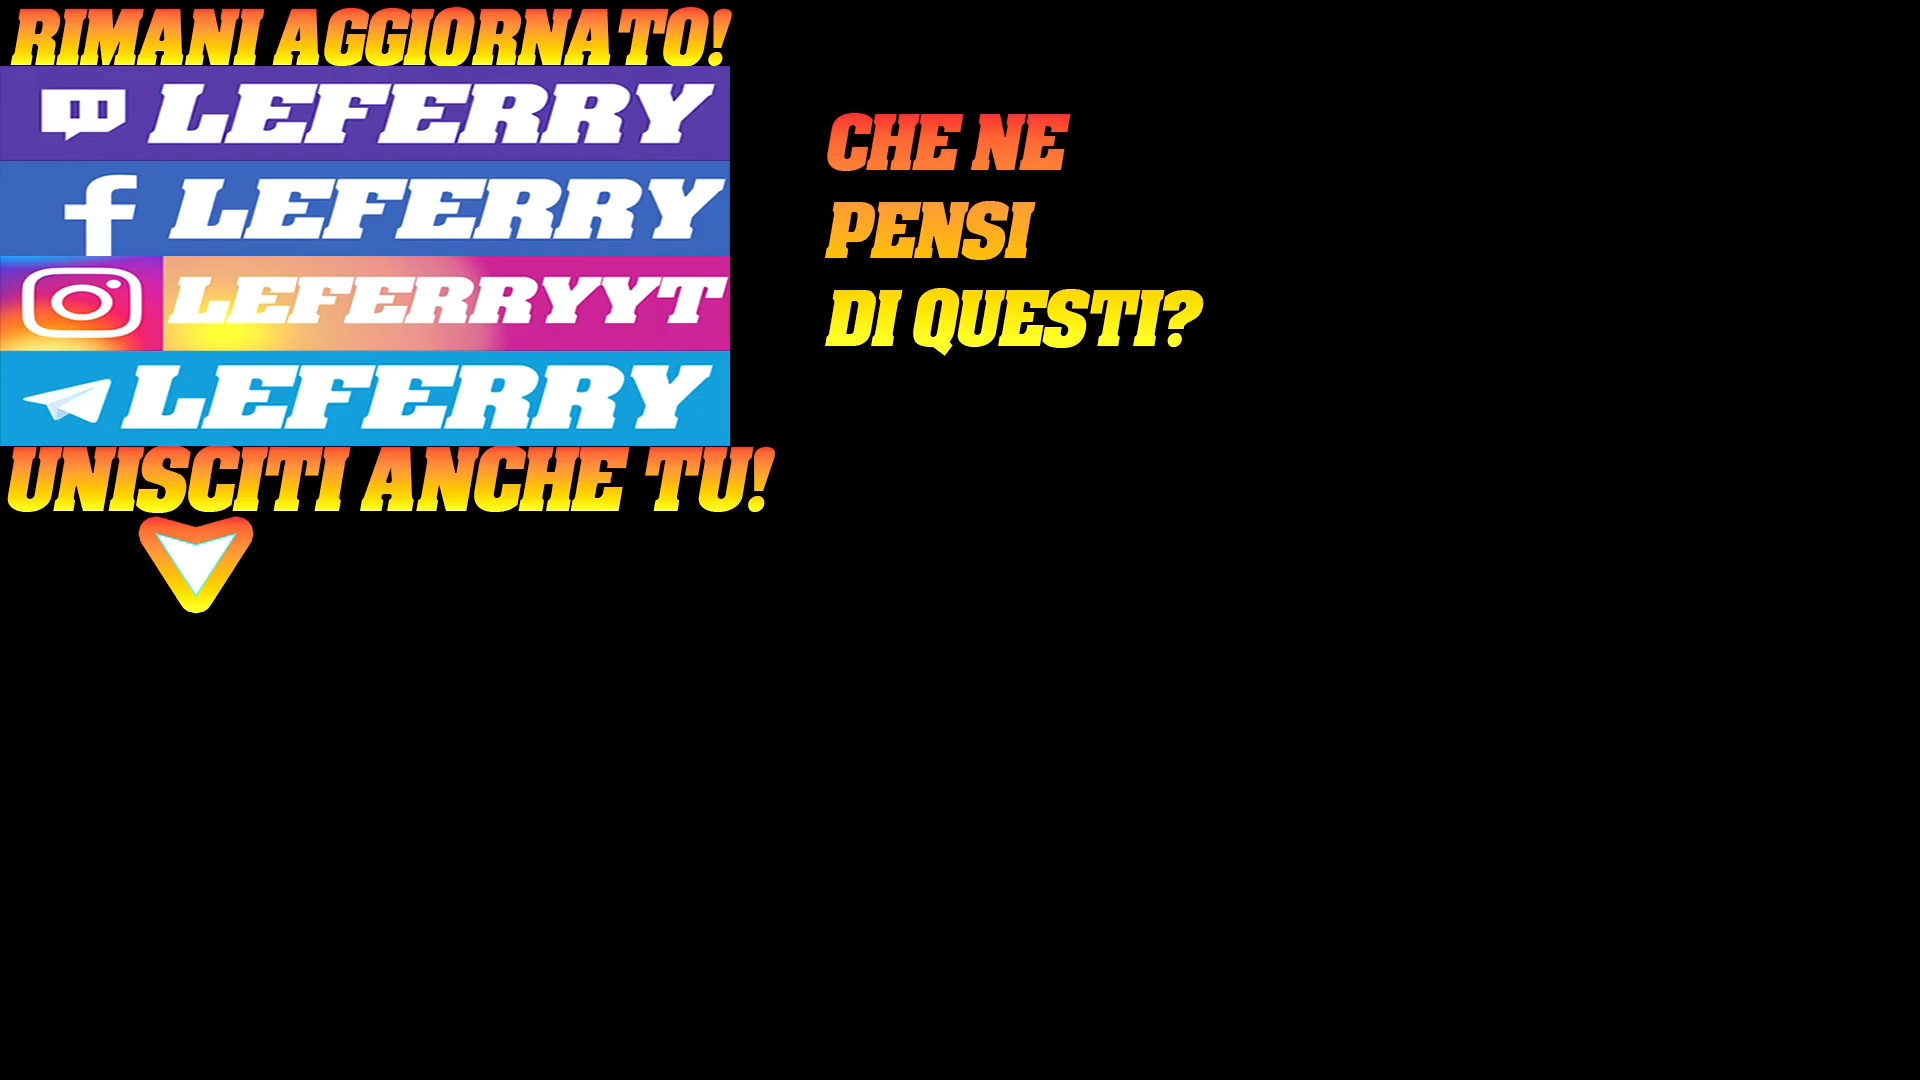 RIMANI AGGIORNATO!
LEFERRY
LEFERRY
LEFERRYYT
LEFERRY
UNISCITI ANCHE TU!
CHE NE
PENSI
DI QUESTI?